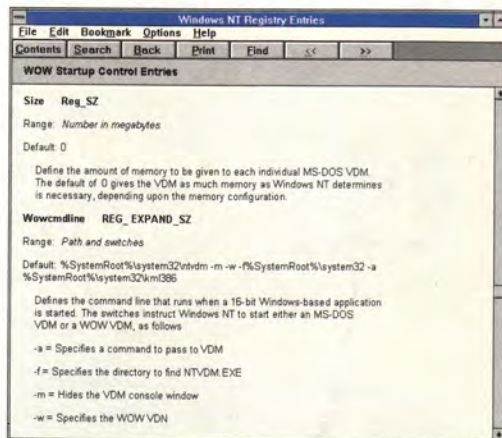 Windows NT Registry Entries
File Edit Bookmark Options Help
Contents Search Back Print Find << >>
WOW Startup Control Entries
Size Reg_SZ
Range: Number in megabytes
Default: 0
Define the amount of memory to be given to each individual MS-DOS VDM.
The default of 0 gives the VDM as much memory as Windows NT determines
is necessary, depending upon the memory configuration.
Wowcmdline REG_EXPAND_SZ
Range: Path and switches
Default: %SystemRoot%\system32\ntvdm -m -w -f%SystemRoot%\system32 -a
%SystemRoot%\system32\krnl386
Defines the command line that runs when a 16-bit Windows-based application
is started. The switches instruct Windows NT to start either an MS-DOS
VDM or a WOW VDM, as follows
-a = Specifies a command to pass to VDM
-f = Specifies the directory to find NTVDM.EXE
-m = Hides the VDM console window
-w = Specifies the WOW VDN